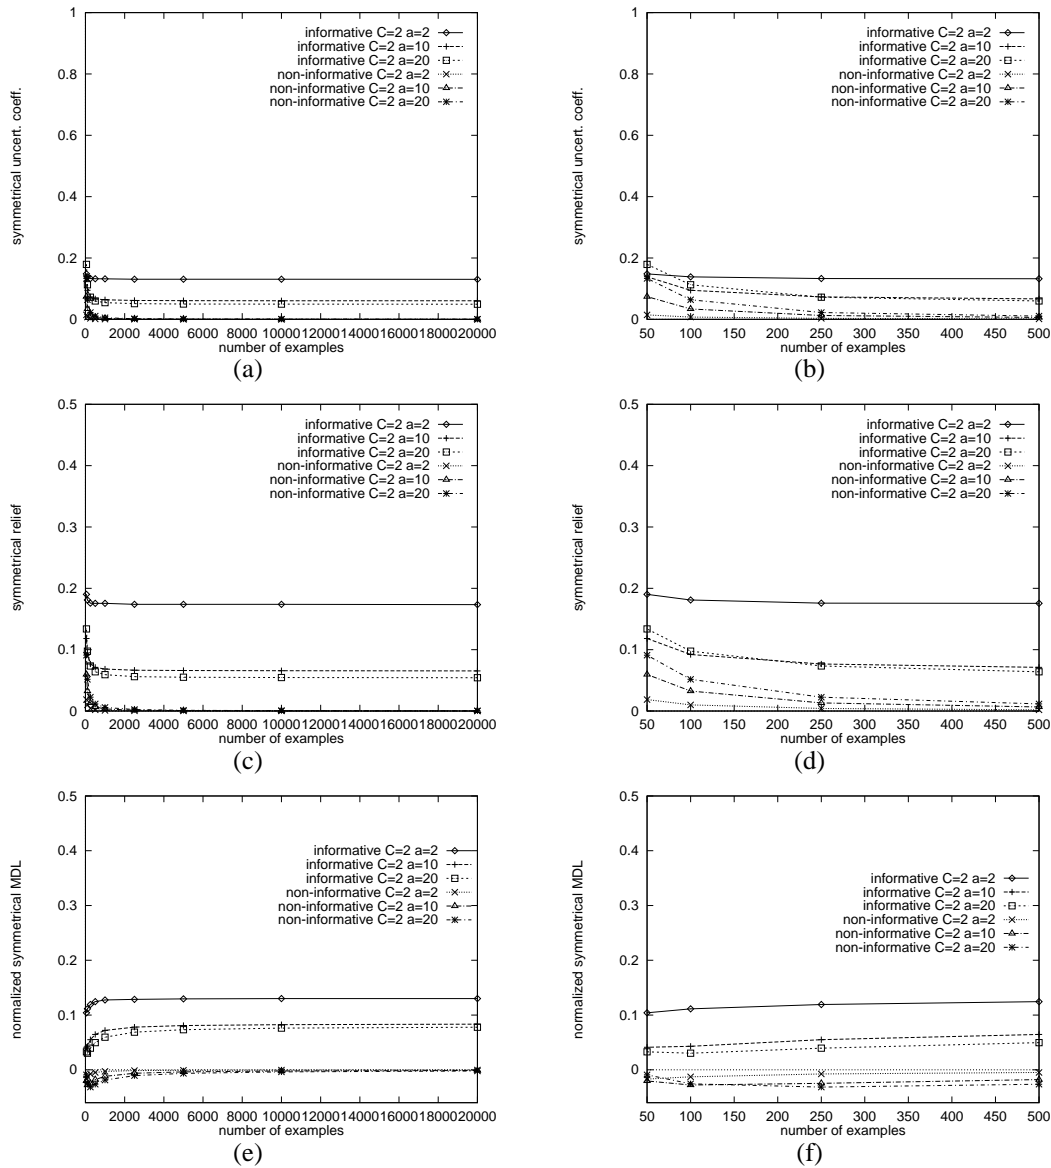 symmetrical uncert. coeff.
1
0.8
0.6
0.4
0.2
0
informative C=2 a=2
informative C=2 a=10
informative C=2 a=20
non-informative C=2 a=2
non-informative C=2 a=10
non-informative C=2 a=20
0 2000 4000 6000 8000 10000 12000 14000 16000 18000 20000
number of examples
(a)
symmetrical uncert. coeff.
1
0.8
0.6
0.4
0.2
0
informative C=2 a=2
informative C=2 a=10
informative C=2 a=20
non-informative C=2 a=2
non-informative C=2 a=10
non-informative C=2 a=20
50 100 150 200 250 300 350 400 450 500
number of examples
(b)
symmetrical relief
0.5
0.4
0.3
0.2
0.1
0
informative C=2 a=2
informative C=2 a=10
informative C=2 a=20
non-informative C=2 a=2
non-informative C=2 a=10
non-informative C=2 a=20
0 2000 4000 6000 8000 10000 12000 14000 16000 18000 20000
number of examples
(c)
symmetrical relief
0.5
0.4
0.3
0.2
0.1
0
informative C=2 a=2
informative C=2 a=10
informative C=2 a=20
non-informative C=2 a=2
non-informative C=2 a=10
non-informative C=2 a=20
50 100 150 200 250 300 350 400 450 500
number of examples
(d)
normalized symmetrical MDL
0.5
0.4
0.3
0.2
0.1
0
informative C=2 a=2
informative C=2 a=10
informative C=2 a=20
non-informative C=2 a=2
non-informative C=2 a=10
non-informative C=2 a=20
0 2000 4000 6000 8000 10000 12000 14000 16000 18000 20000
number of examples
(e)
normalized symmetrical MDL
0.5
0.4
0.3
0.2
0.1
0
informative C=2 a=2
informative C=2 a=10
informative C=2 a=20
non-informative C=2 a=2
non-informative C=2 a=10
non-informative C=2 a=20
50 100 150 200 250 300 350 400 450 500
number of examples
(f)